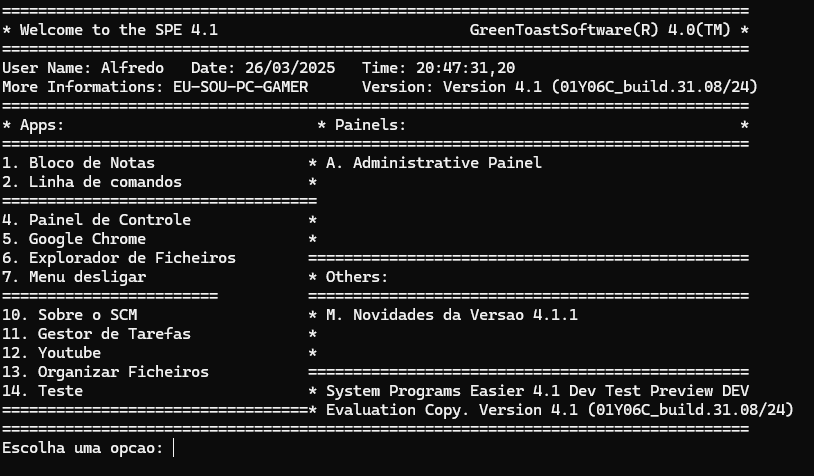 ===================================================================================
* Welcome to the SPE 4.1                            GreenToastSoftware(R) 4.0(TM) *
===================================================================================
User Name: Alfredo   Date: 26/03/2025   Time: 20:47:31,20
More Informations: EU-SOU-PC-GAMER      Version: Version 4.1 (01Y06C_build.31.08/24)
===================================================================================
* Apps:                            * Painels:                                     *
===================================================================================
1. Bloco de Notas                 * A. Administrative Painel
2. Linha de comandos              *
===================================
4. Painel de Controle             *
5. Google Chrome                  *
6. Explorador de Ficheiros        =================================================
7. Menu desligar                  * Others:
========================          =================================================
10. Sobre o SCM                   * M. Novidades da Versao 4.1.1
11. Gestor de Tarefas             *
12. Youtube                       *
13. Organizar Ficheiros           =================================================
14. Teste                         * System Programs Easier 4.1 Dev Test Preview DEV
==================================* Evaluation Copy. Version 4.1 (01Y06C_build.31.08/24)
===================================================================================
Escolha uma opcao: